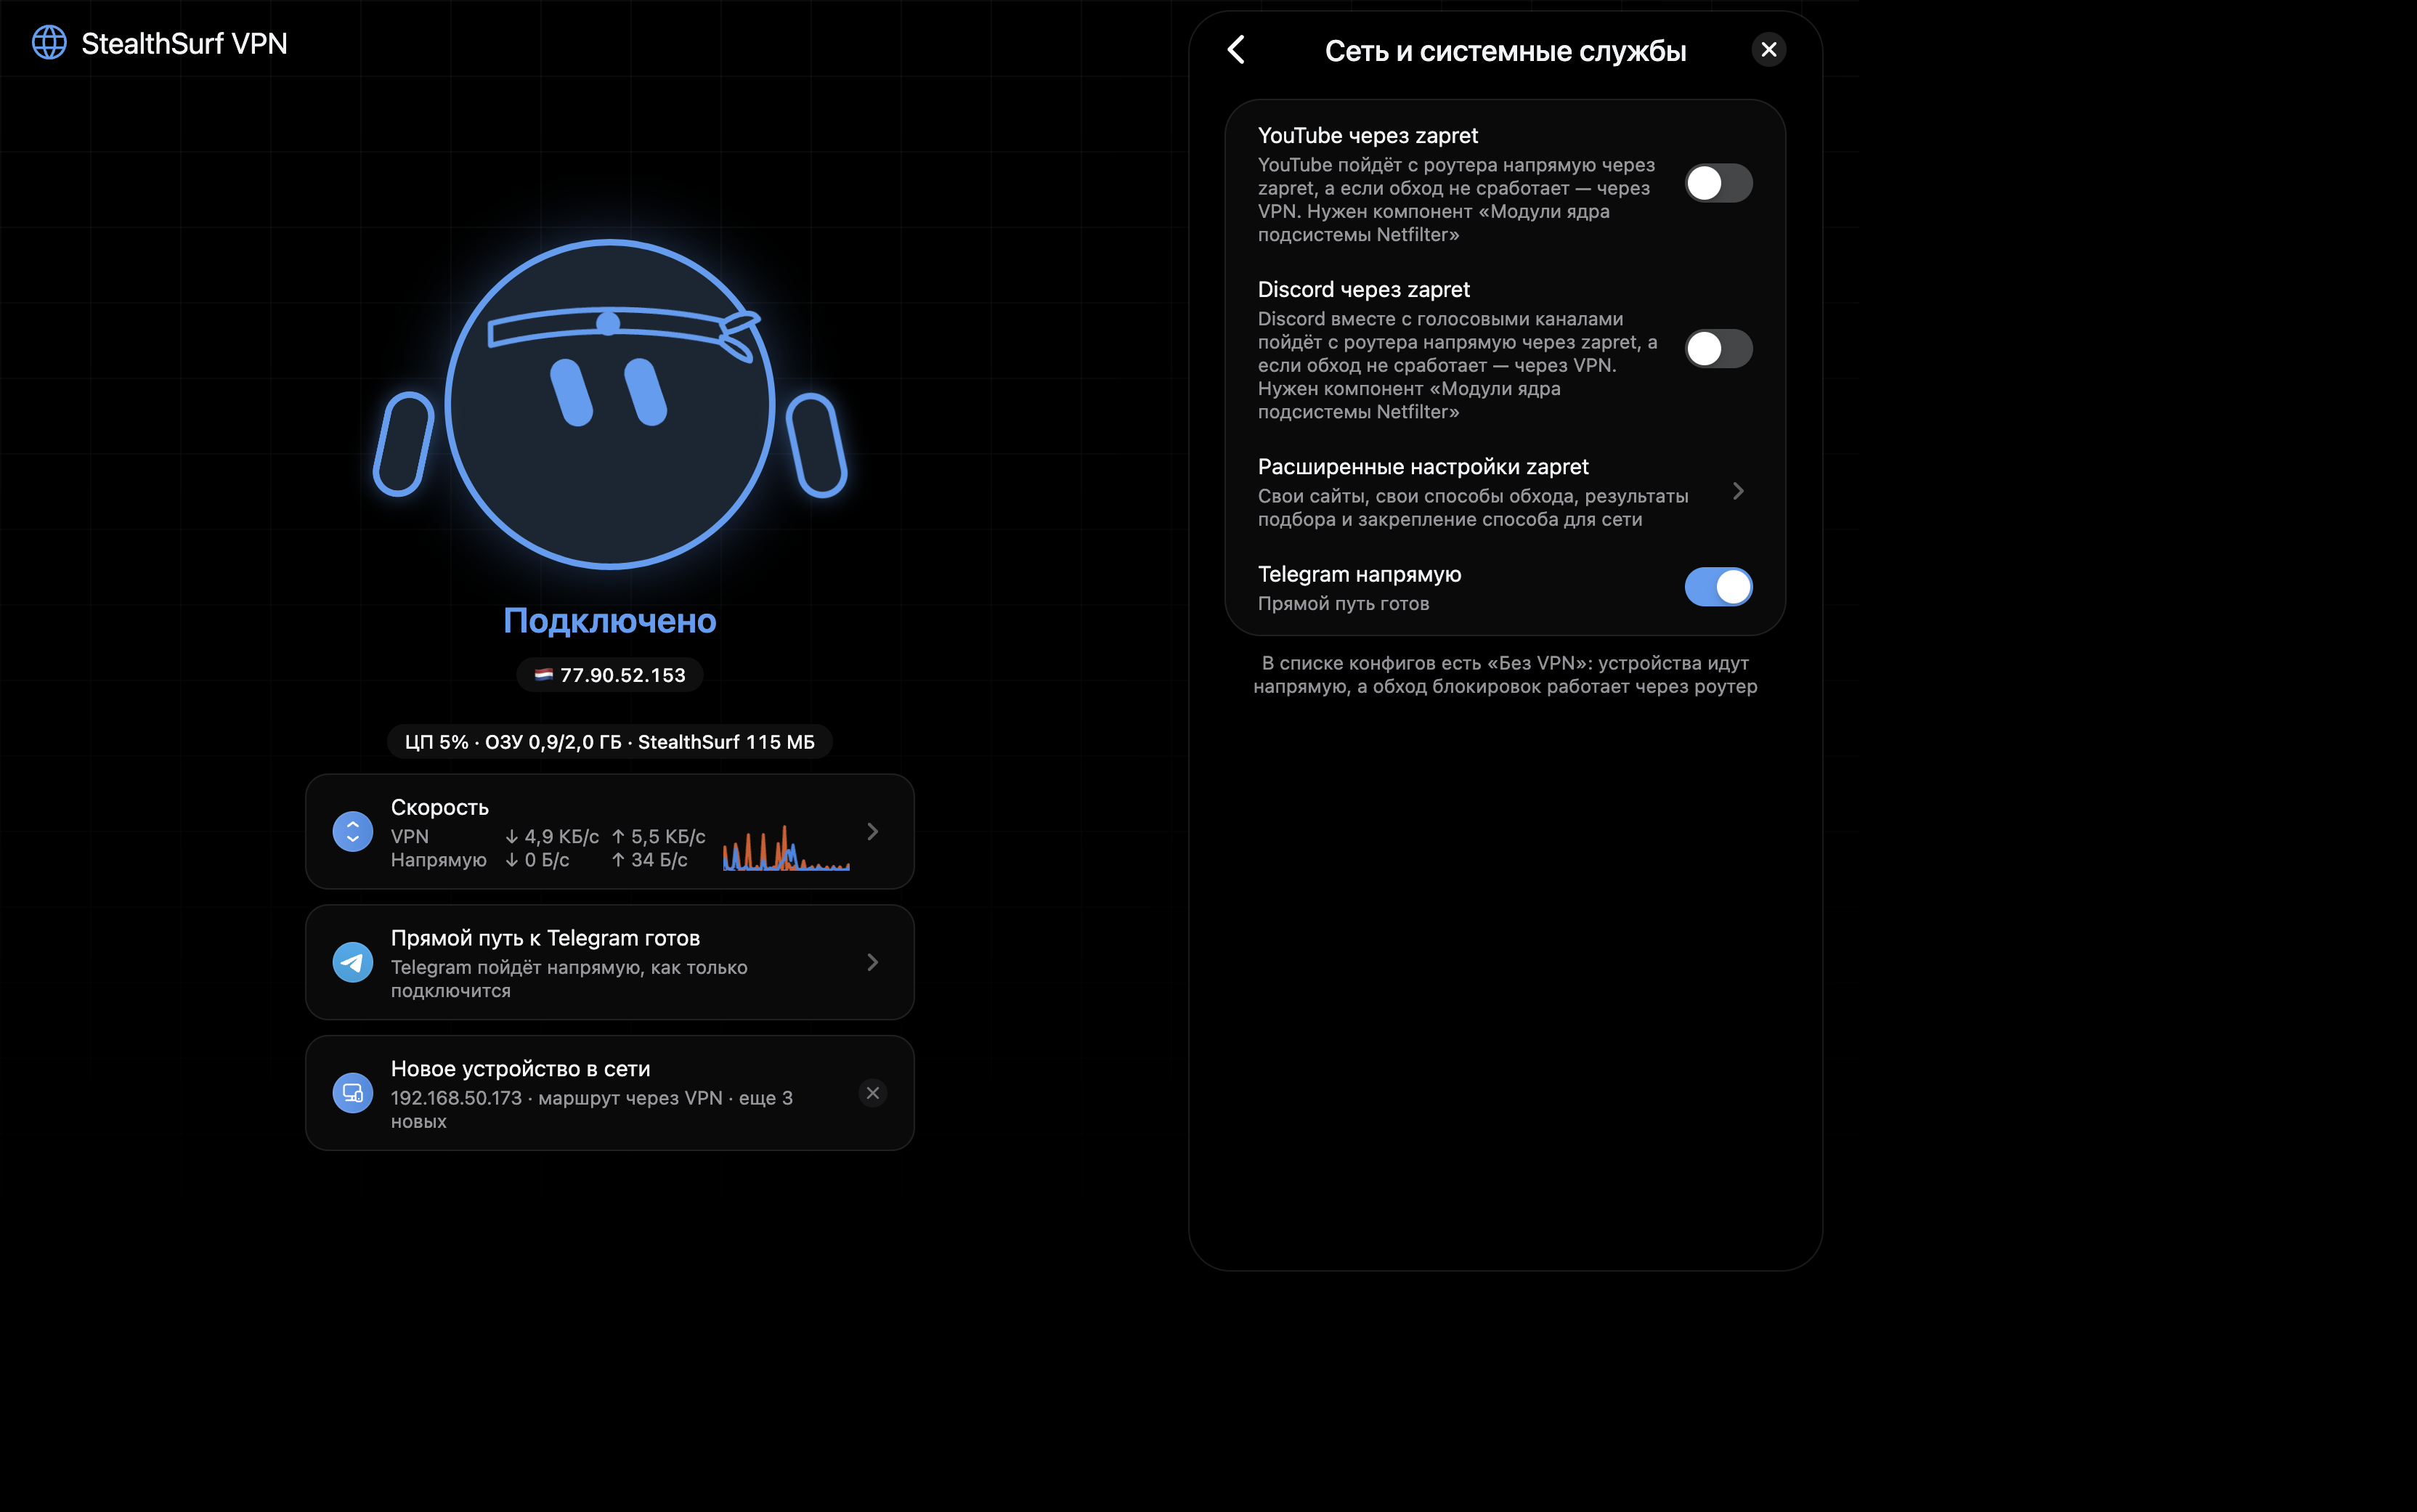 StealthSurf VPN
Подключено
77.90.52.153
ЦП 5% · ОЗУ 0,9/2,0 ГБ · StealthSurf 115 МБ
Скорость
VPN ↓ 4,9 КБ/с ↑ 5,5 КБ/с
Напрямую ↓ 0 Б/с ↑ 34 Б/с
Прямой путь к Telegram готов
Telegram пойдёт напрямую, как только
подключится
Новое устройство в сети
192.168.50.173 · маршрут через VPN · еще 3
новых
Сеть и системные службы
YouTube через zapret
YouTube пойдёт с роутера напрямую через
zapret, а если обход не сработает — через
VPN. Нужен компонент «Модули ядра
подсистемы Netfilter»
Discord через zapret
Discord вместе с голосовыми каналами
пойдёт с роутера напрямую через zapret, а
если обход не сработает — через VPN.
Нужен компонент «Модули ядра
подсистемы Netfilter»
Расширенные настройки zapret
Свои сайты, свои способы обхода, результаты
подбора и закрепление способа для сети
Telegram напрямую
Прямой путь готов
В списке конфигов есть «Без VPN»: устройства идут
напрямую, а обход блокировок работает через роутер